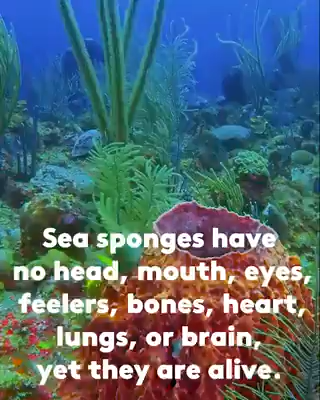 Sea sponges have
no head, mouth, eyes,
feelers, bones, heart,
lungs, or brain,
yet they are alive.